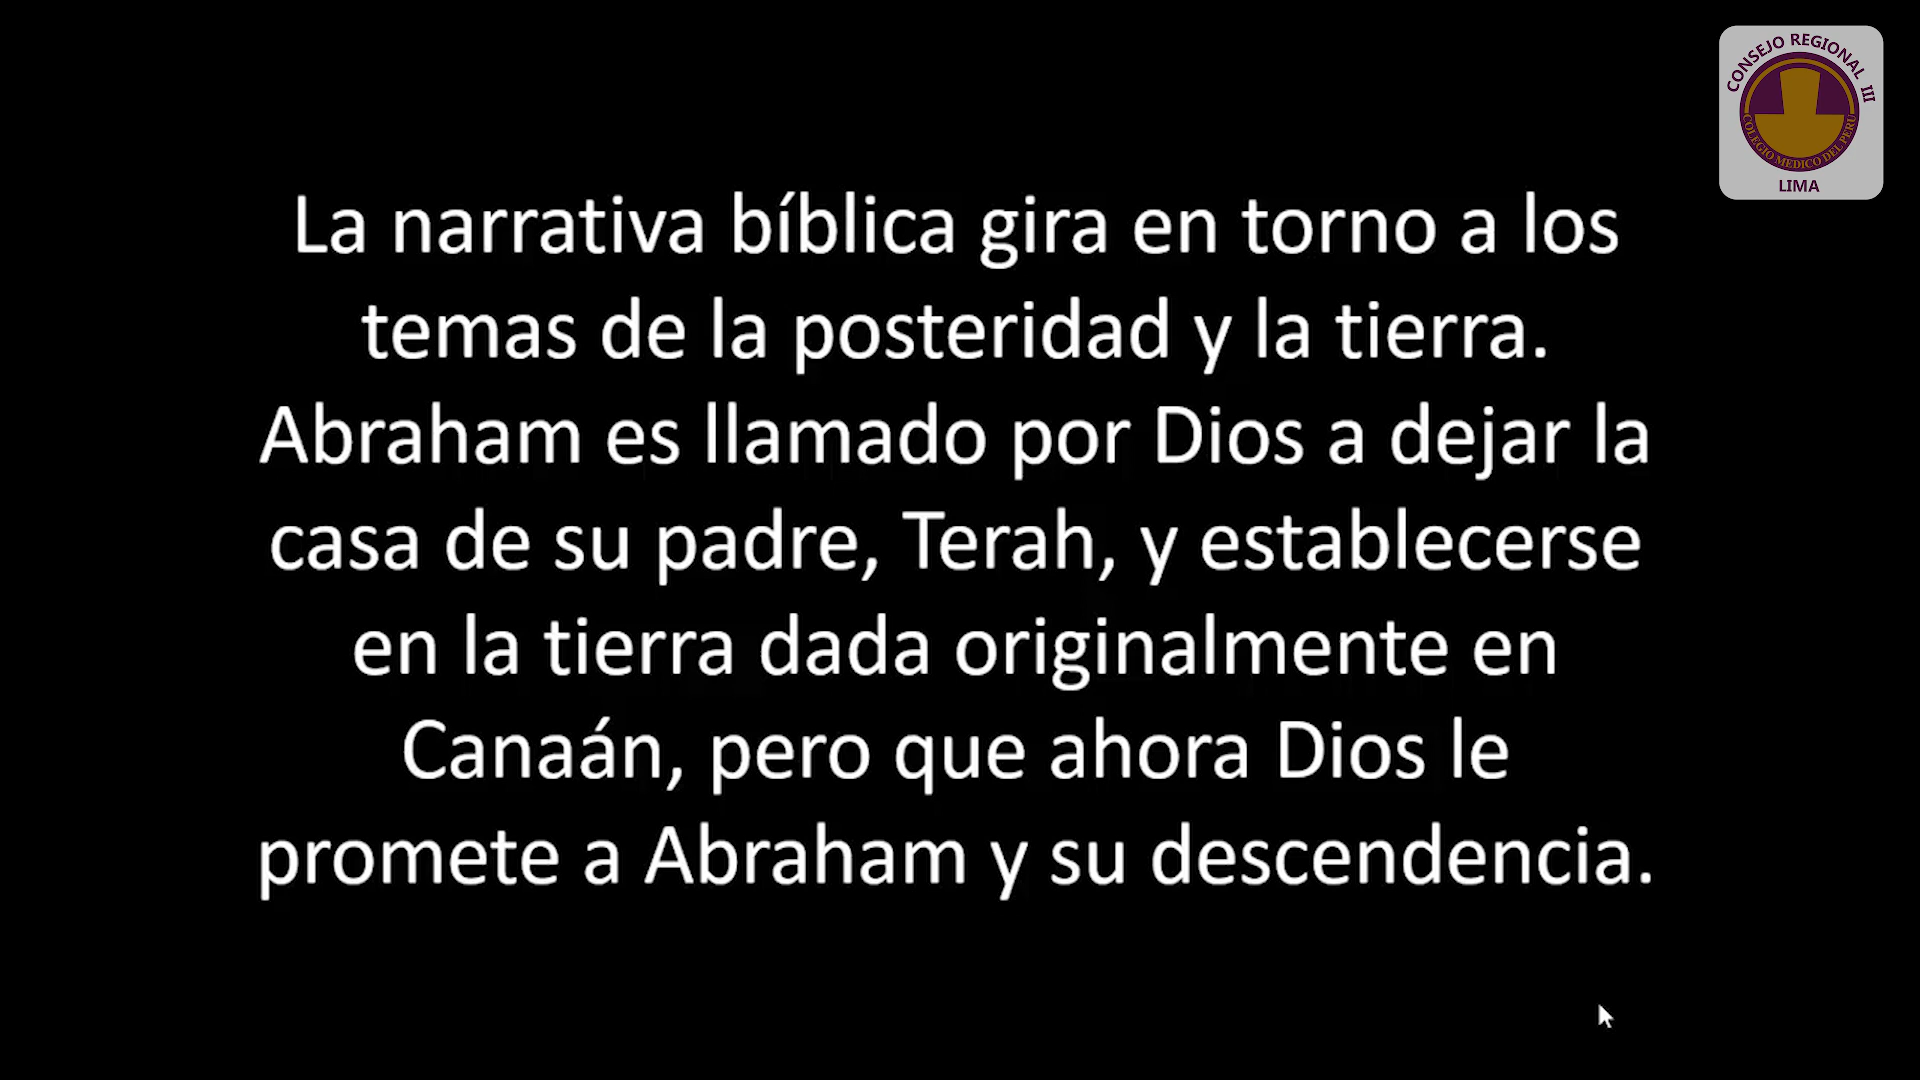 CONSEJO REGIONAL III
COLEGIO MEDICO DEL PERU
LIMA
La narrativa bíblica gira en torno a los
temas de la posteridad y la tierra.
Abraham es llamado por Dios a dejar la
casa de su padre, Terah, y establecerse
en la tierra dada originalmente en
Canaán, pero que ahora Dios le
promete a Abraham y su descendencia.